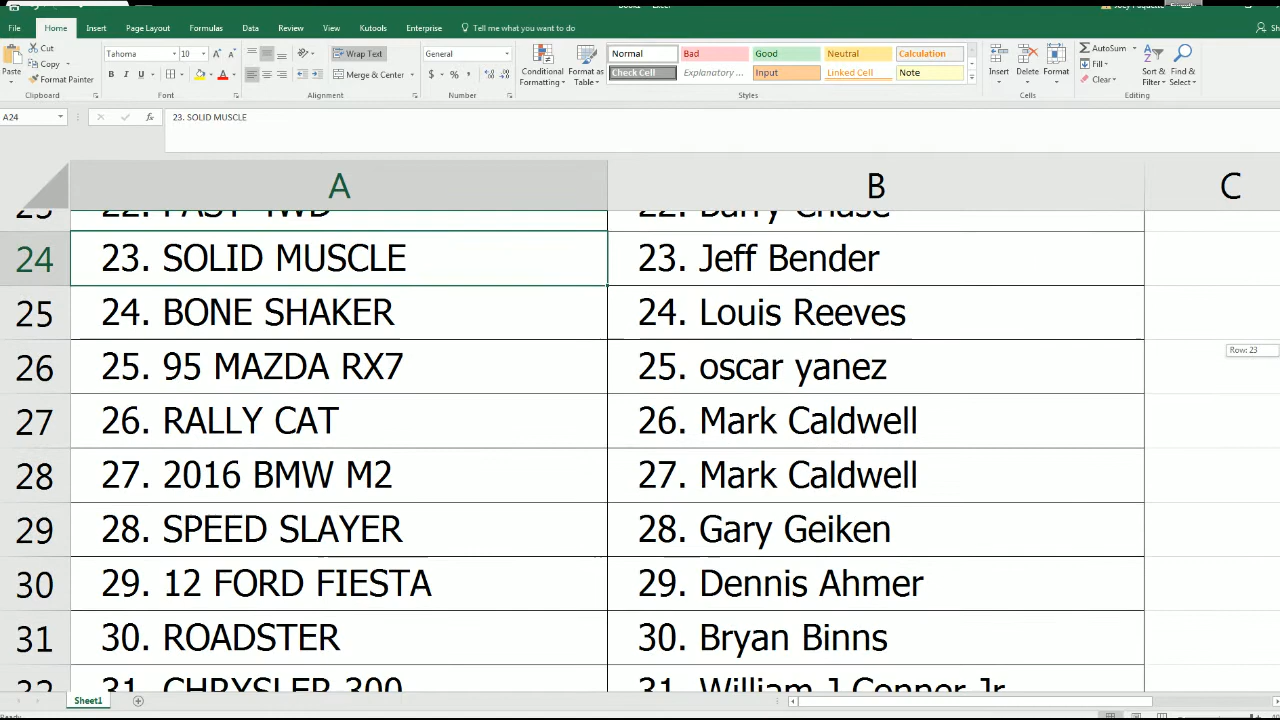 File Home Insert Page Layout Formulas Data Review View Kutools Enterprise Tell me what you want to do
Cut
Copy
Format Painter
Paste
Clipboard
Tahoma 10
B I U
Font
Wrap Text
Merge & Center
Alignment
General
$ % ,
Number
Conditional Formatting
Format as Table
Normal Bad Good Neutral Calculation
Check Cell Explanatory ... Input Linked Cell Note
Styles
Insert Delete Format
Cells
AutoSum
Fill
Clear
Sort & Filter
Find & Select
Editing
A24 fx 23. SOLID MUSCLE
A B C
23 22. FAST 4WD 22. Barry Chase
24 23. SOLID MUSCLE 23. Jeff Bender
25 24. BONE SHAKER 24. Louis Reeves
26 25. 95 MAZDA RX7 25. oscar yanez
27 26. RALLY CAT 26. Mark Caldwell
28 27. 2016 BMW M2 27. Mark Caldwell
29 28. SPEED SLAYER 28. Gary Geiken
30 29. 12 FORD FIESTA 29. Dennis Ahmer
31 30. ROADSTER 30. Bryan Binns
32 31. CHRYSLER 300 31. William J Conner Jr
Row: 23
Sheet1